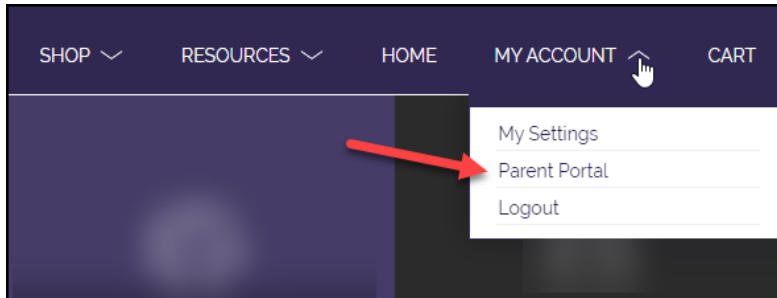 SHOP RESOURCES HOME MY ACCOUNT CART
My Settings
Parent Portal
Logout